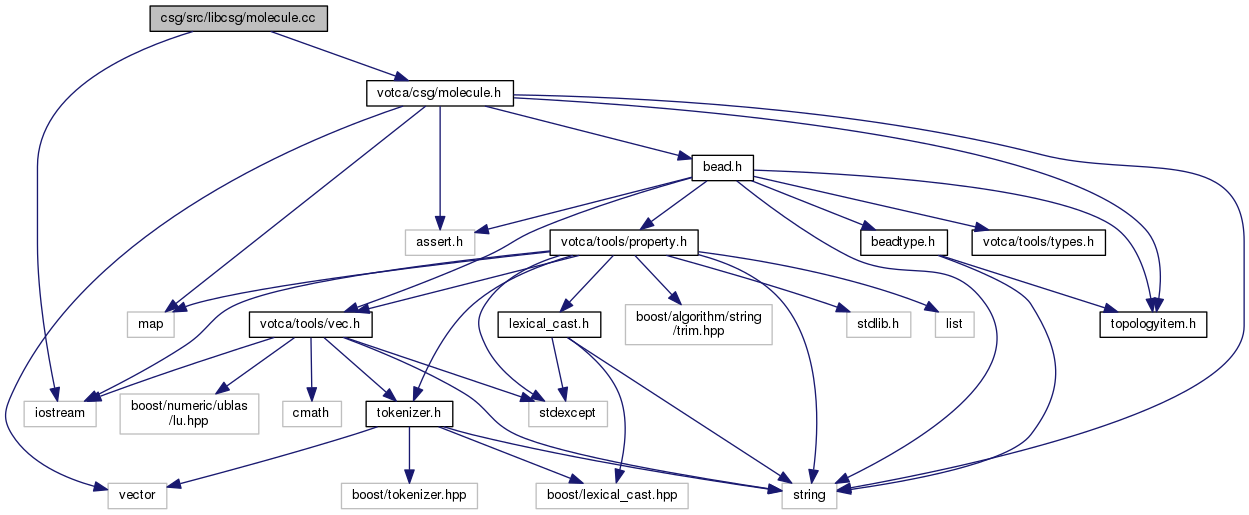 csg/src/libcsg/molecule.cc
votca/csg/molecule.h
bead.h
assert.h
votca/tools/property.h
beadtype.h
votca/tools/types.h
map
votca/tools/vec.h
lexical_cast.h
boost/algorithm/string
/trim.hpp
stdlib.h
list
topologyitem.h
iostream
boost/numeric/ublas
/lu.hpp
cmath
tokenizer.h
stdexcept
vector
boost/tokenizer.hpp
boost/lexical_cast.hpp
string